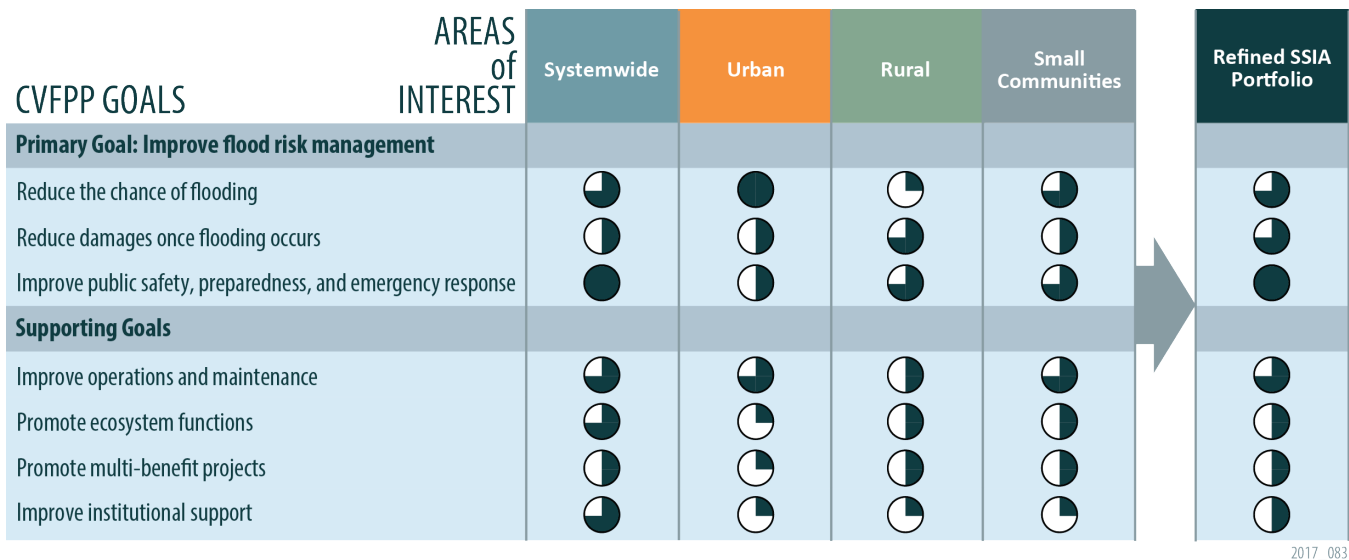 AREAS
of
CVFPP GOALS INTEREST
Systemwide
Urban
Rural
Small
Communities
Refined SSIA
Portfolio
Primary Goal: Improve flood risk management
Reduce the chance of flooding
Reduce damages once flooding occurs
Improve public safety, preparedness, and emergency response
Supporting Goals
Improve operations and maintenance
Promote ecosystem functions
Promote multi-benefit projects
Improve institutional support
2017 083